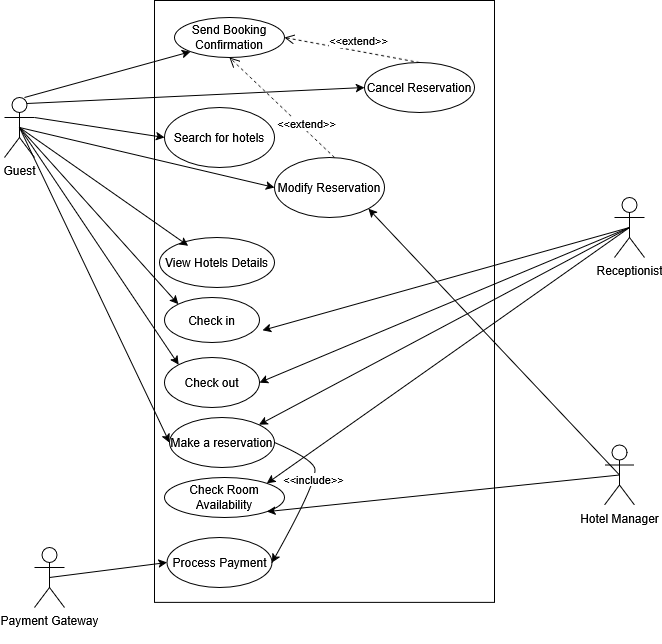 Send Booking
Confirmation
<<extend>>
Cancel Reservation
<<extend>>
Search for hotels
Guest
Modify Reservation
View Hotels Details
Receptionist
Check in
Check out
Make a reservation
<<include>>
Check Room
Availability
Hotel Manager
Process Payment
Payment Gateway